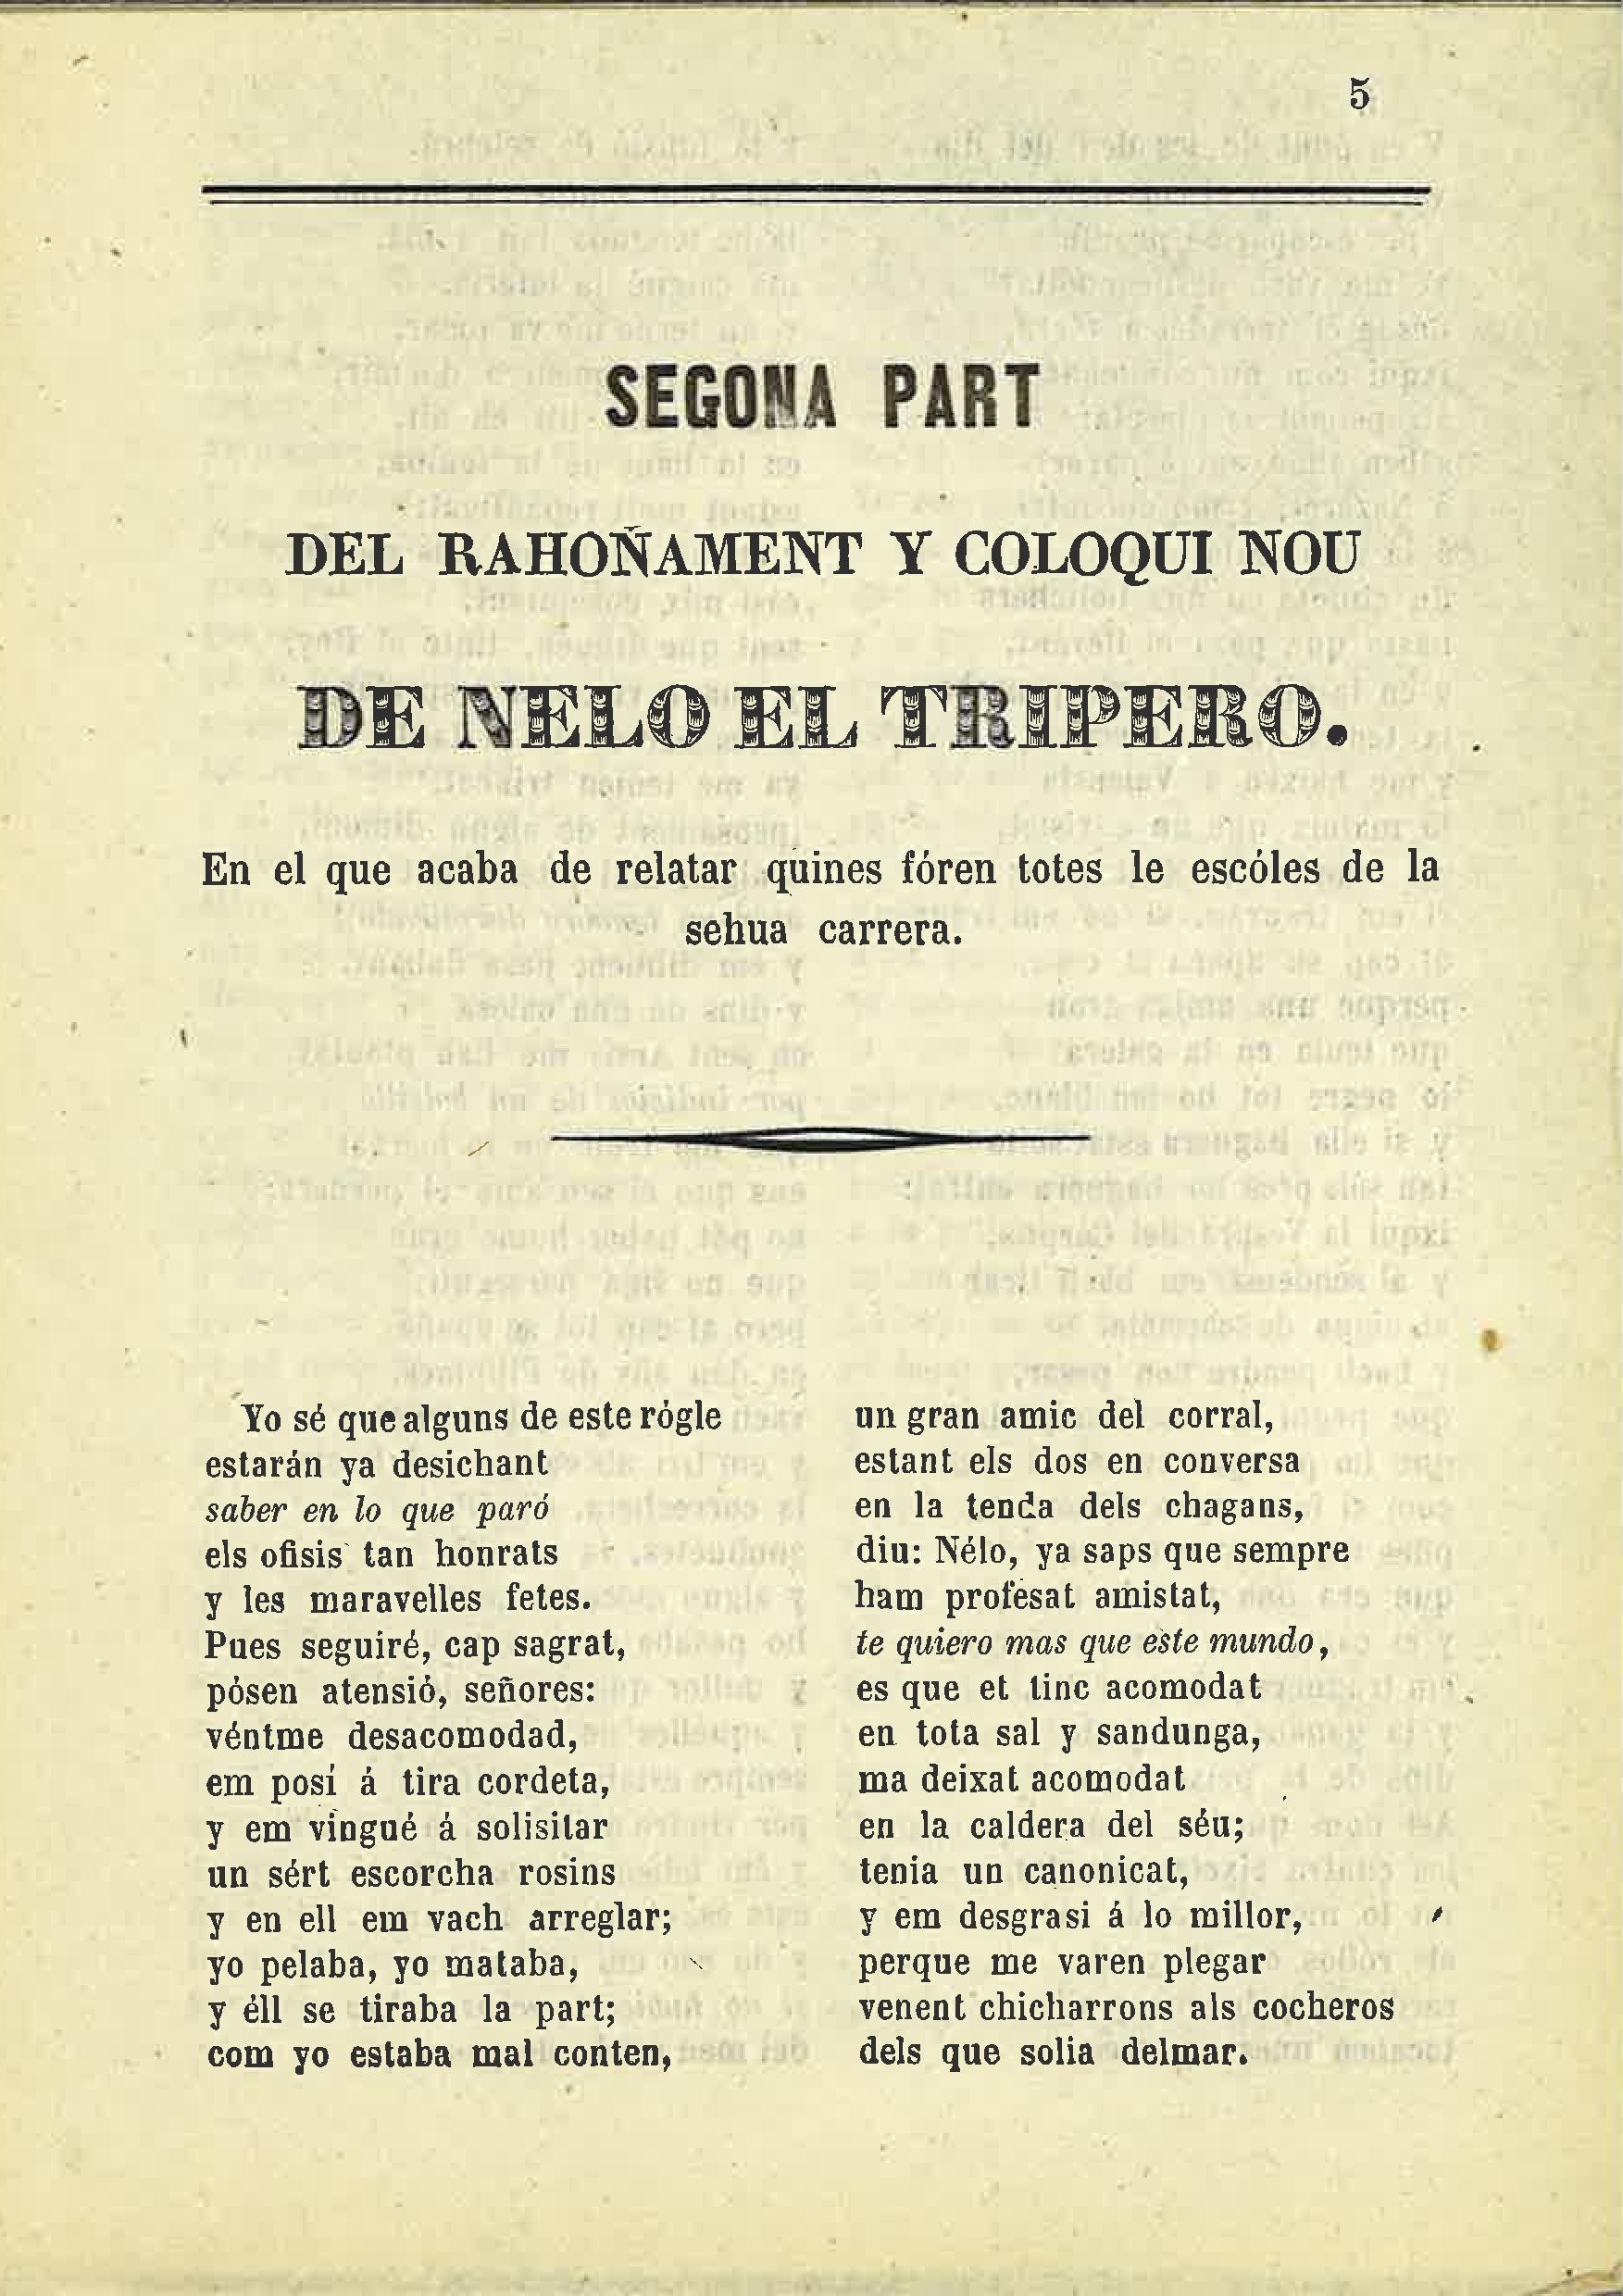 5
SEGONA PART
DEL RAHOÑAMENT Y COLOQUI NOU
DE NELO EL TRIPERO.
En el que acaba de relatar quines fóren totes le escóles de la
sehua carrera.
Yo sé que alguns de este rógle
estarán ya desichant
saber en lo que paró
els ofisis tan honrats
y les maravelles fetes.
Pues seguiré, cap sagrat,
pósen atensió, señores:
véntme desacomodad,
em posí á tira cordeta,
y em vingué á solisitar
un sért escorcha rosins
y en ell em vach arreglar;
yo pelaba, yo mataba,
y éll se tiraba la part;
com yo estaba mal conten,
un gran amic del corral,
estant els dos en conversa
en la tenda dels chagans,
diu: Nélo, ya saps que sempre
ham profesat amistat,
te quiero mas que este mundo,
es que et tinc acomodat
en tota sal y sandunga,
ma deixat acomodat
en la caldera del séu;
tenia un canonicat,
y em desgrasi á lo millor,
perque me varen plegar
venent chicharrons als cocheros
dels que solia delmar.